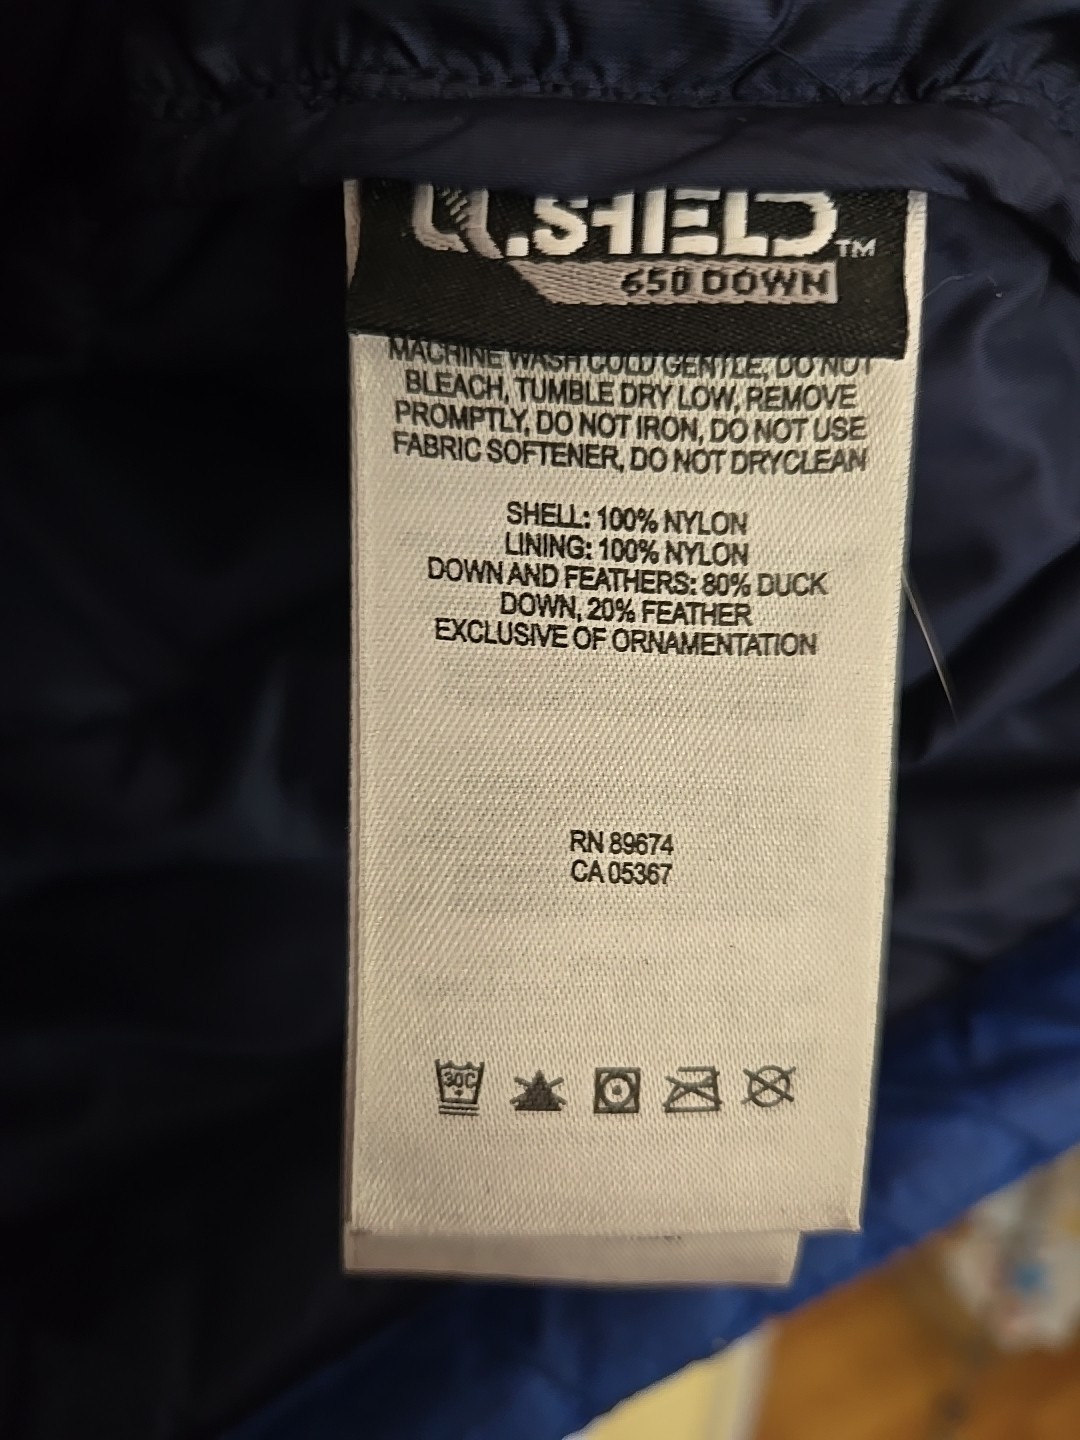 Q.SHIELD™
650 DOWN
MACHINE WASH COLD GENTLE, DO NOT
BLEACH, TUMBLE DRY LOW, REMOVE
PROMPTLY, DO NOT IRON, DO NOT USE
FABRIC SOFTENER, DO NOT DRYCLEAN
SHELL: 100% NYLON
LINING: 100% NYLON
DOWN AND FEATHERS: 80% DUCK
DOWN, 20% FEATHER
EXCLUSIVE OF ORNAMENTATION
RN 89674
CA 05367
30C